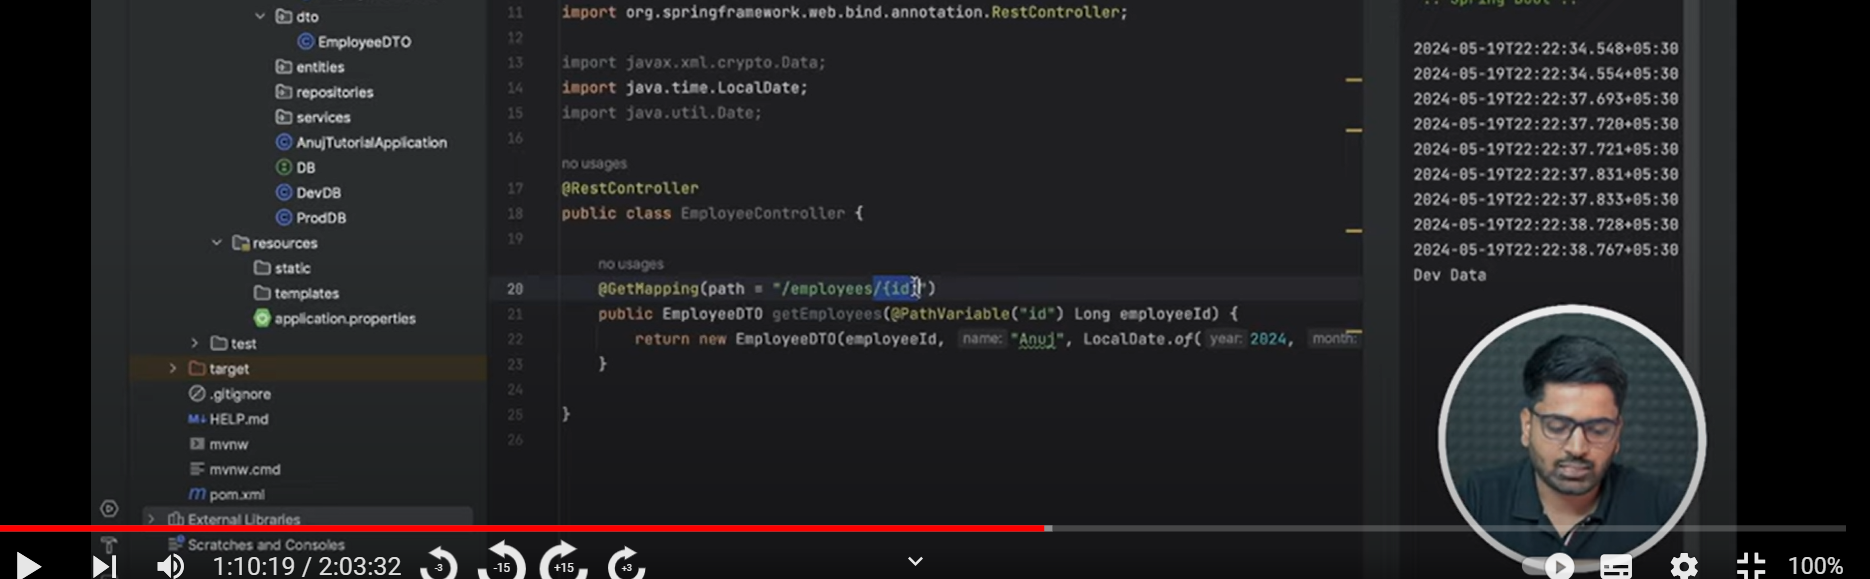 dto
EmployeeDTO
entities
repositories
services
AnujTutorialApplication
DB
DevDB
ProdDB
resources
static
templates
application.properties
test
target
.gitignore
M↓ HELP.md
mvnw
mvnw.cmd
m pom.xml
External Libraries
Scratches and Consoles
11 import org.springframework.web.bind.annotation.RestController;
12
13 import javax.xml.crypto.Data;
14 import java.time.LocalDate;
15 import java.util.Date;
16
no usages
17 @RestController
18 public class EmployeeController {
19
no usages
20 @GetMapping(path = "/employees/{id}")
21 public EmployeeDTO getEmployees(@PathVariable("id") Long employeeId) {
22 return new EmployeeDTO(employeeId, name: "Anuj", LocalDate.of( year: 2024, month:
23 }
24
25 }
26
:: Spring Boot ::
2024-05-19T22:22:34.548+05:30
2024-05-19T22:22:34.554+05:30
2024-05-19T22:22:37.693+05:30
2024-05-19T22:22:37.720+05:30
2024-05-19T22:22:37.721+05:30
2024-05-19T22:22:37.831+05:30
2024-05-19T22:22:37.833+05:30
2024-05-19T22:22:38.728+05:30
2024-05-19T22:22:38.767+05:30
Dev Data
1:10:19 / 2:03:32 -3 -15 +15 +3 100%